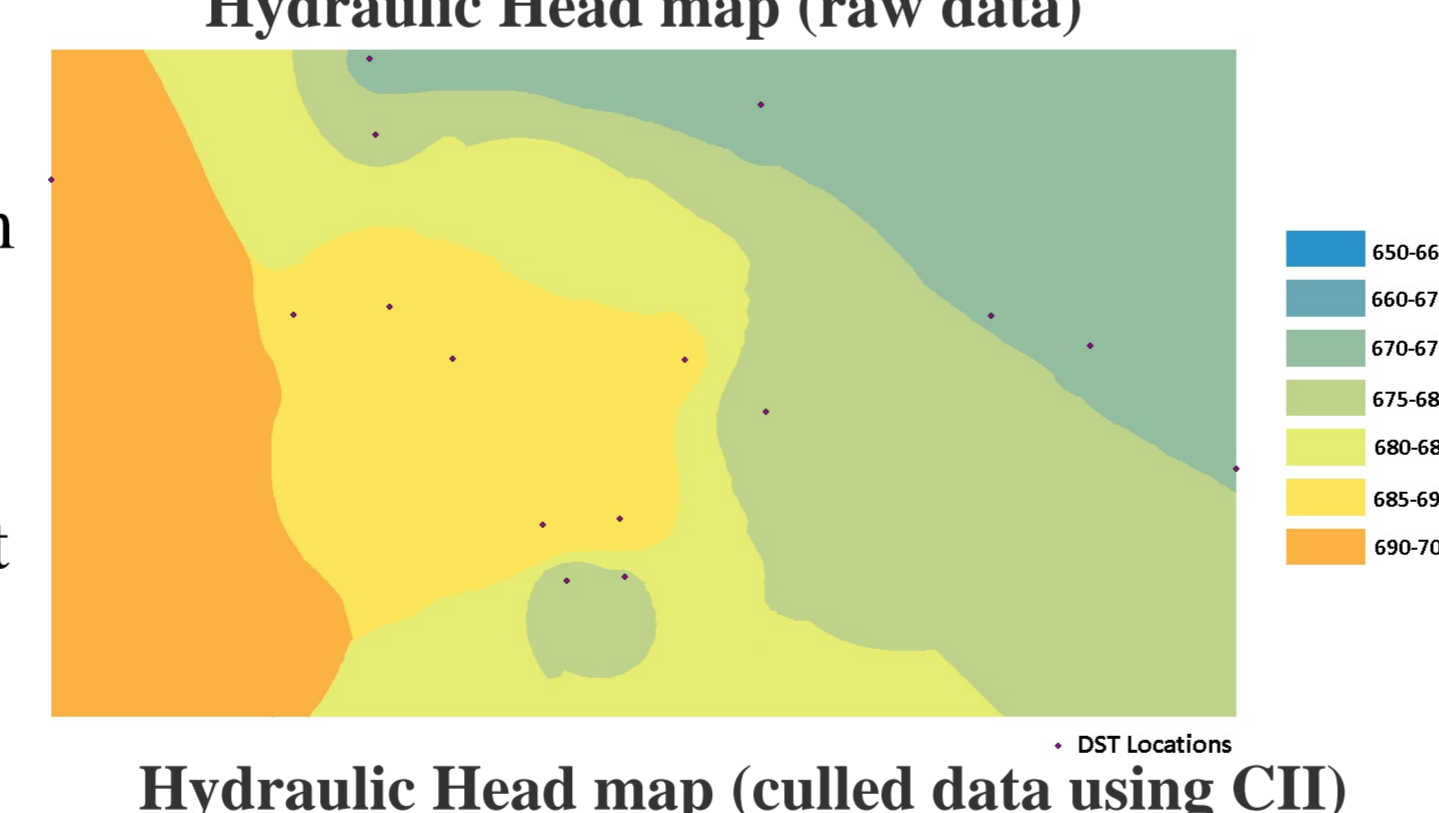 Hydraulic Head map (raw data)
n
t
650-66
660-67
670-67
675-68
680-68
685-69
690-70
DST Locations
Hydraulic Head map (culled data using CII)